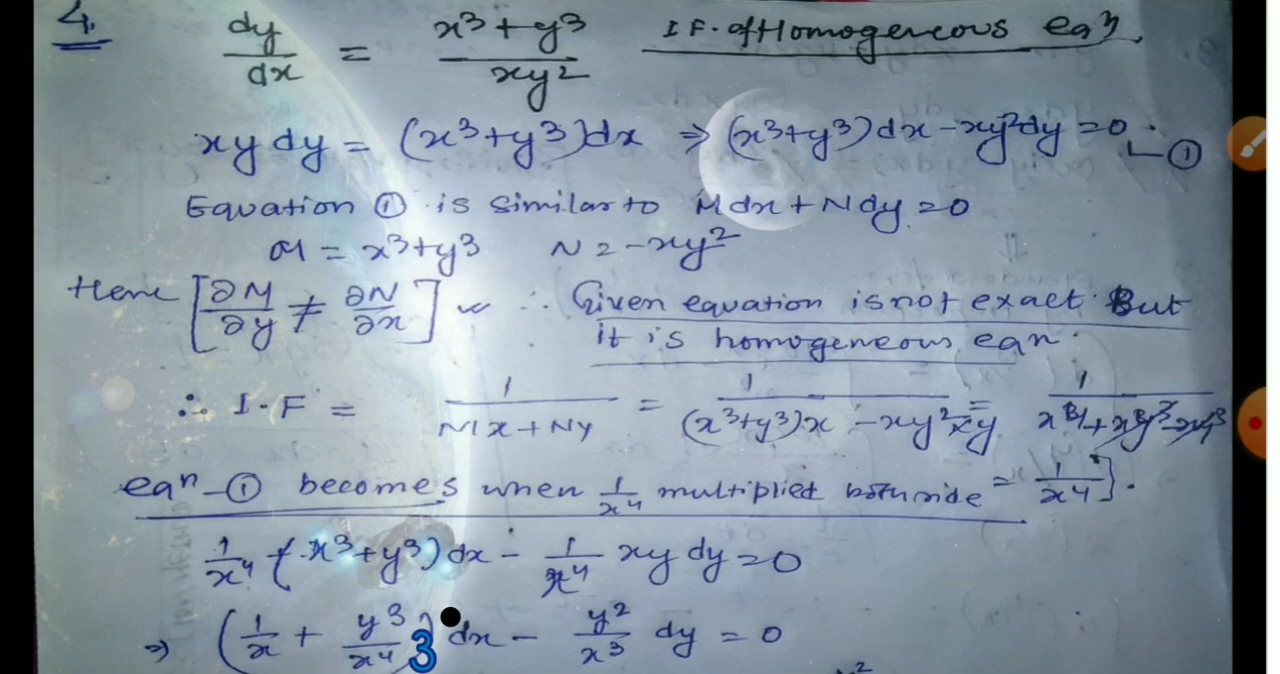 4. dy/dx = x³+y³/xy² I F. of Homogeneous eqⁿ.
xy dy = (x³+y³)dx ⇒ (x³+y³)dx - xy²dy = 0 . ①
Equation ① is similar to Mdx + Ndy = 0
M = x³+y³ N = -xy²
Here [∂M/∂y ≠ ∂N/∂x] ∴ Given equation is not exact. But
it is homogeneous eqn.
∴ I.F = 1/Mx+Ny = 1/(x³+y³)x - xy²×y = 1/x⁴+xy³-xy³
eqⁿ-① becomes when 1/x⁴ multiplied both side = 1/x⁴].
1/x⁴ (x³+y³)dx - 1/x⁴ xy dy = 0
⇒ (1/x + y³/x⁴) dx - y²/x³ dy = 0
3